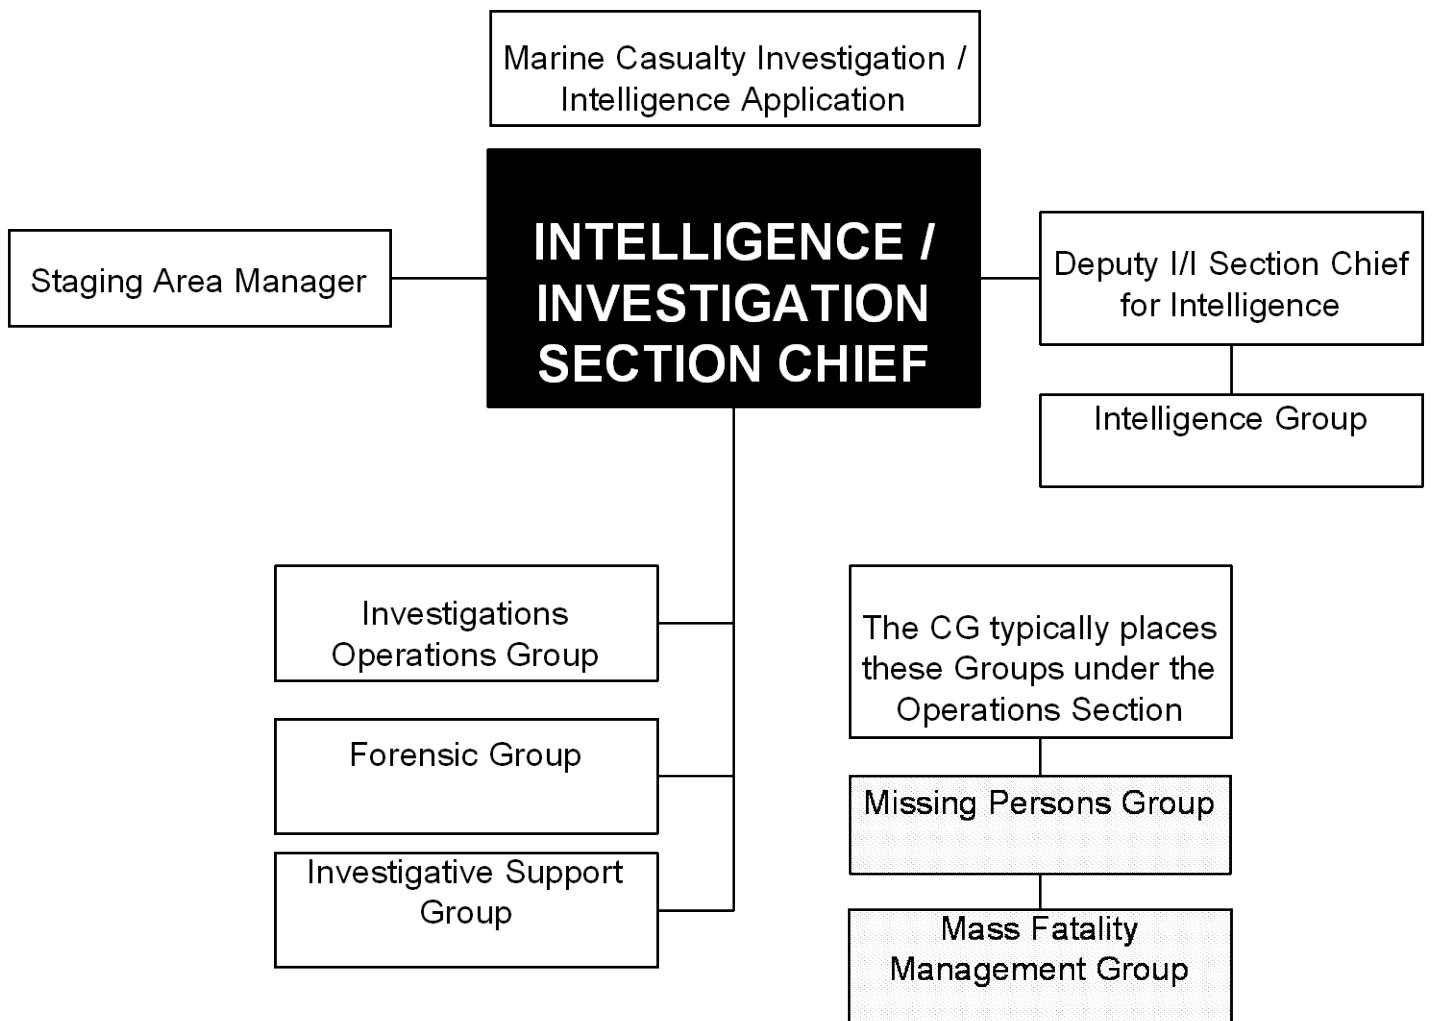 Marine Casualty Investigation /
Intelligence Application
INTELLIGENCE /
INVESTIGATION
SECTION CHIEF
Staging Area Manager
Deputy I/I Section Chief
for Intelligence
Intelligence Group
Investigations
Operations Group
Forensic Group
Investigative Support
Group
The CG typically places
these Groups under the
Operations Section
Missing Persons Group
Mass Fatality
Management Group